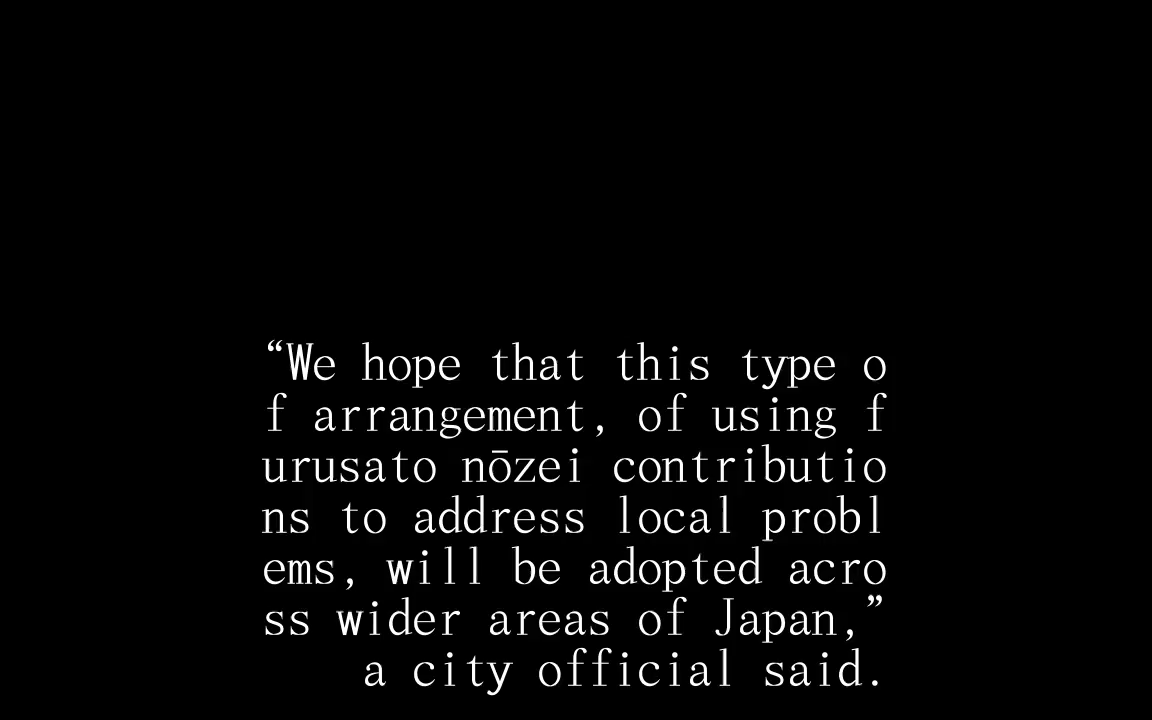 “We hope that this type o
f arrangement, of using f
urusato nōzei contributio
ns to address local probl
ems, will be adopted acro
ss wider areas of Japan,”
a city official said.